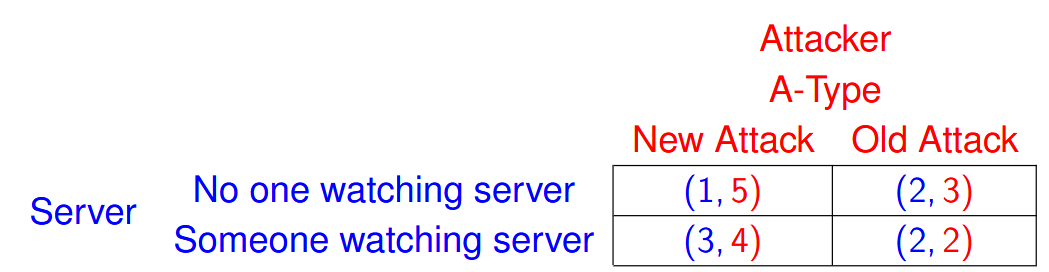 Attacker
A-Type
New Attack Old Attack
No one watching server (1, 5) (2, 3)
Server
Someone watching server (3, 4) (2, 2)